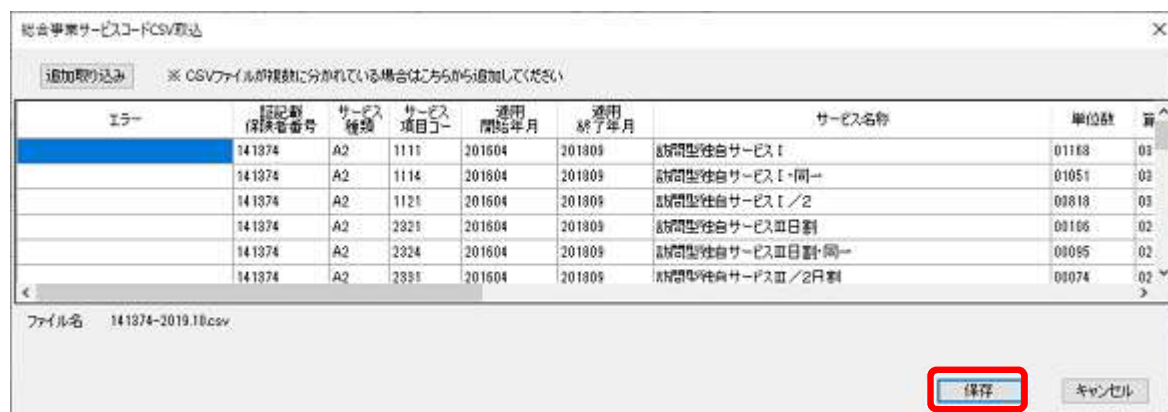 総合事業サービスコードCSV取込
追加取り込み ※ CSVファイルが複数に分かれている場合はこちらから追加してください
エラー 証記載保険者番号 サービス種類 サービス項目コー 適用開始年月 適用終了年月 サービス名称 単位数
141374 A2 1111 201604 201809 訪問型独自サービスⅠ 01168 03
141374 A2 1114 201604 201809 訪問型独自サービスⅠ・同一 01051 03
141374 A2 1121 201604 201809 訪問型独自サービスⅠ/2 00818 03
141374 A2 2321 201604 201809 訪問型独自サービスⅢ日割 00106 02
141374 A2 2324 201604 201809 訪問型独自サービスⅢ日割・同一 00095 02
141374 A2 2331 201604 201809 訪問型独自サービスⅢ/2日割 00074 02
ファイル名 141374-2019.10.csv
保存 キャンセル